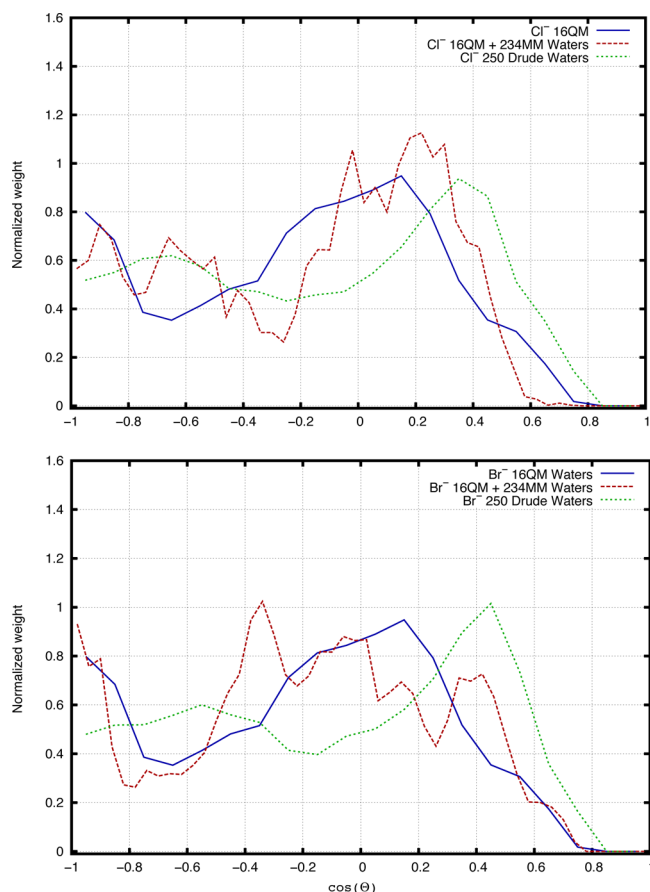 1.6
1.4
1.2
1
0.8
0.6
0.4
0.2
0
Normalized weight
Cl⁻ 16QM
Cl⁻ 16QM + 234MM Waters
Cl⁻ 250 Drude Waters
−1 −0.8 −0.6 −0.4 −0.2 0 0.2 0.4 0.6 0.8 1
1.6
1.4
1.2
1
0.8
0.6
0.4
0.2
0
Normalized weight
Br⁻ 16QM Waters
Br⁻ 16QM + 234MM Waters
Br⁻ 250 Drude Waters
−1 −0.8 −0.6 −0.4 −0.2 0 0.2 0.4 0.6 0.8 1
cos(Θ)